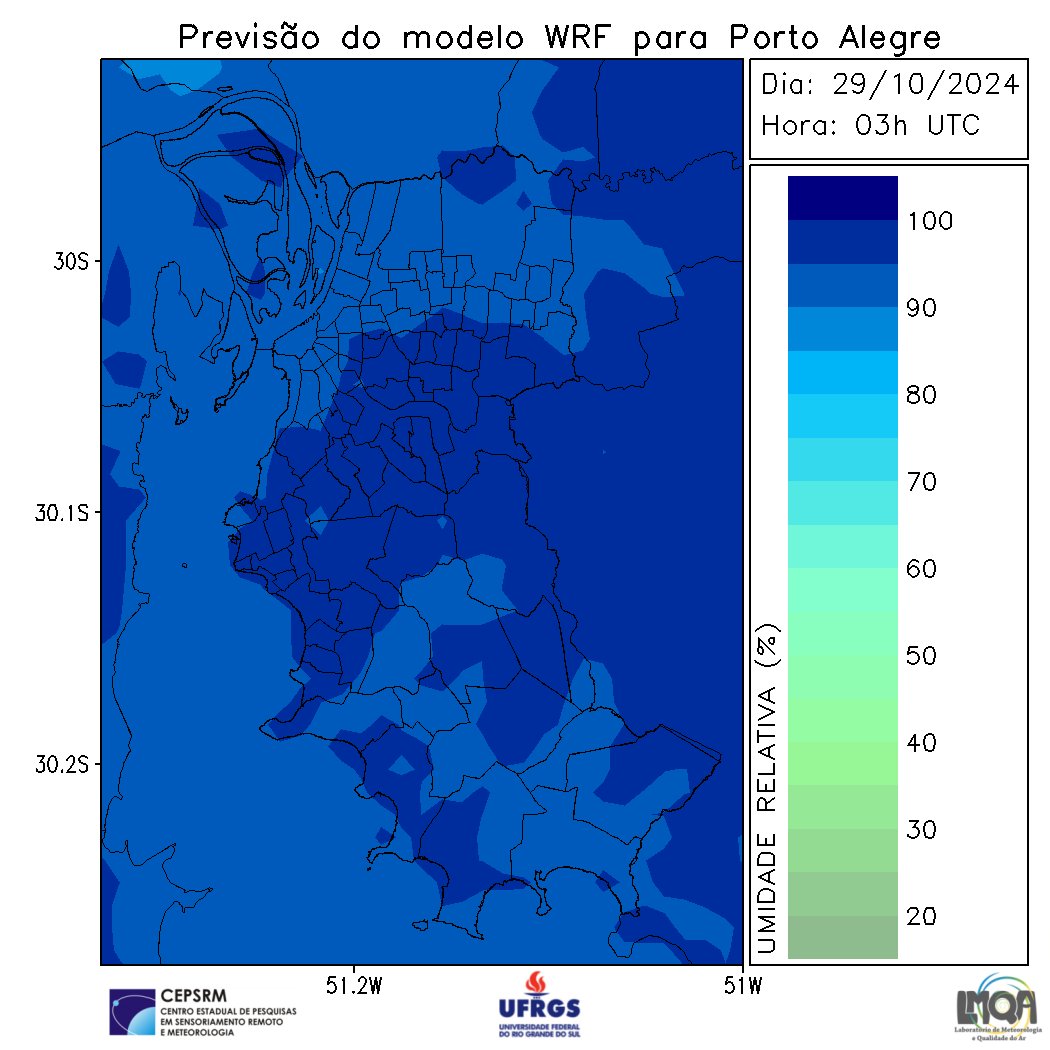 Previsão do modelo WRF para Porto Alegre
Dia: 29/10/2024
Hora: 03h UTC
30S
30.1S
30.2S
51.2W
51W
UMIDADE RELATIVA (%)
100
90
80
70
60
50
40
30
20
CEPSRM
CENTRO ESTADUAL DE PESQUISAS
EM SENSORIAMENTO REMOTO
E METEOROLOGIA
UFRGS
UNIVERSIDADE FEDERAL
DO RIO GRANDE DO SUL
LMQA
Laboratório de Meteorologia
e Qualidade do Ar